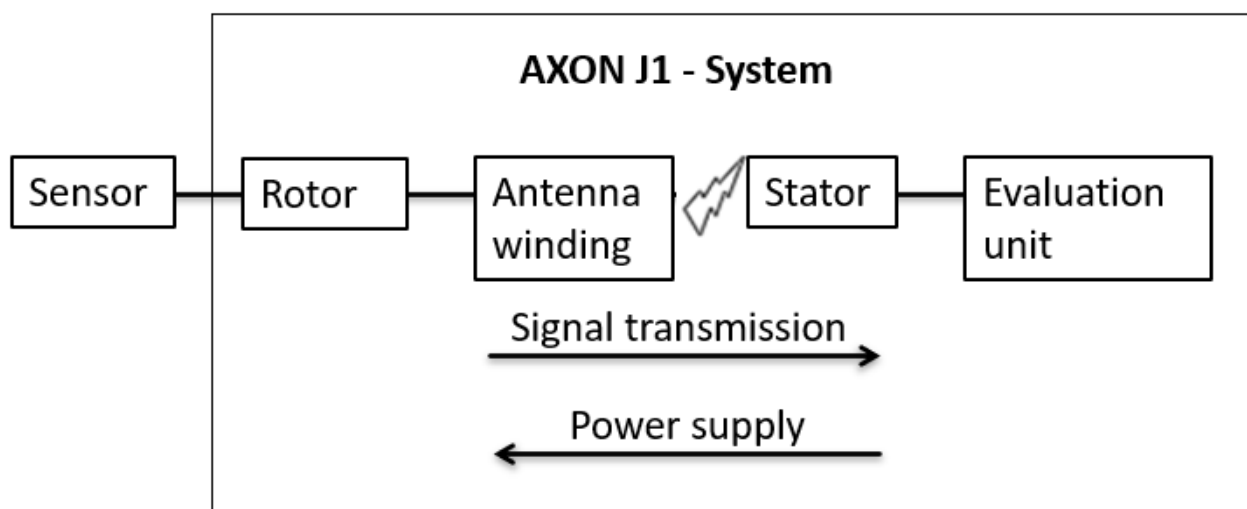 AXON J1 - System
Sensor
Rotor
Antenna
winding
Stator
Evaluation
unit
Signal transmission
Power supply